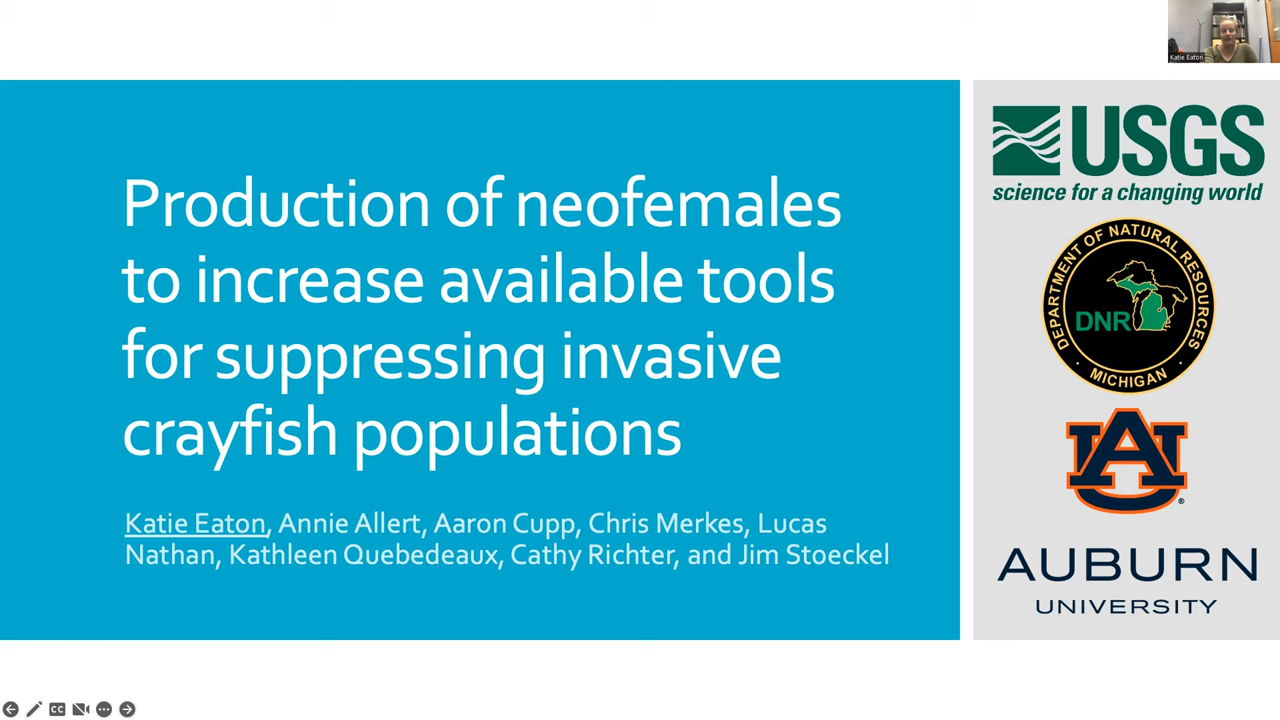 Katie Eaton
Production of neofemales
to increase available tools
for suppressing invasive
crayfish populations
Katie Eaton, Annie Allert, Aaron Cupp, Chris Merkes, Lucas
Nathan, Kathleen Quebedeaux, Cathy Richter, and Jim Stoeckel
USGS
science for a changing world
DEPARTMENT OF NATURAL RESOURCES
DNR
MICHIGAN
AU
AUBURN
UNIVERSITY
CC